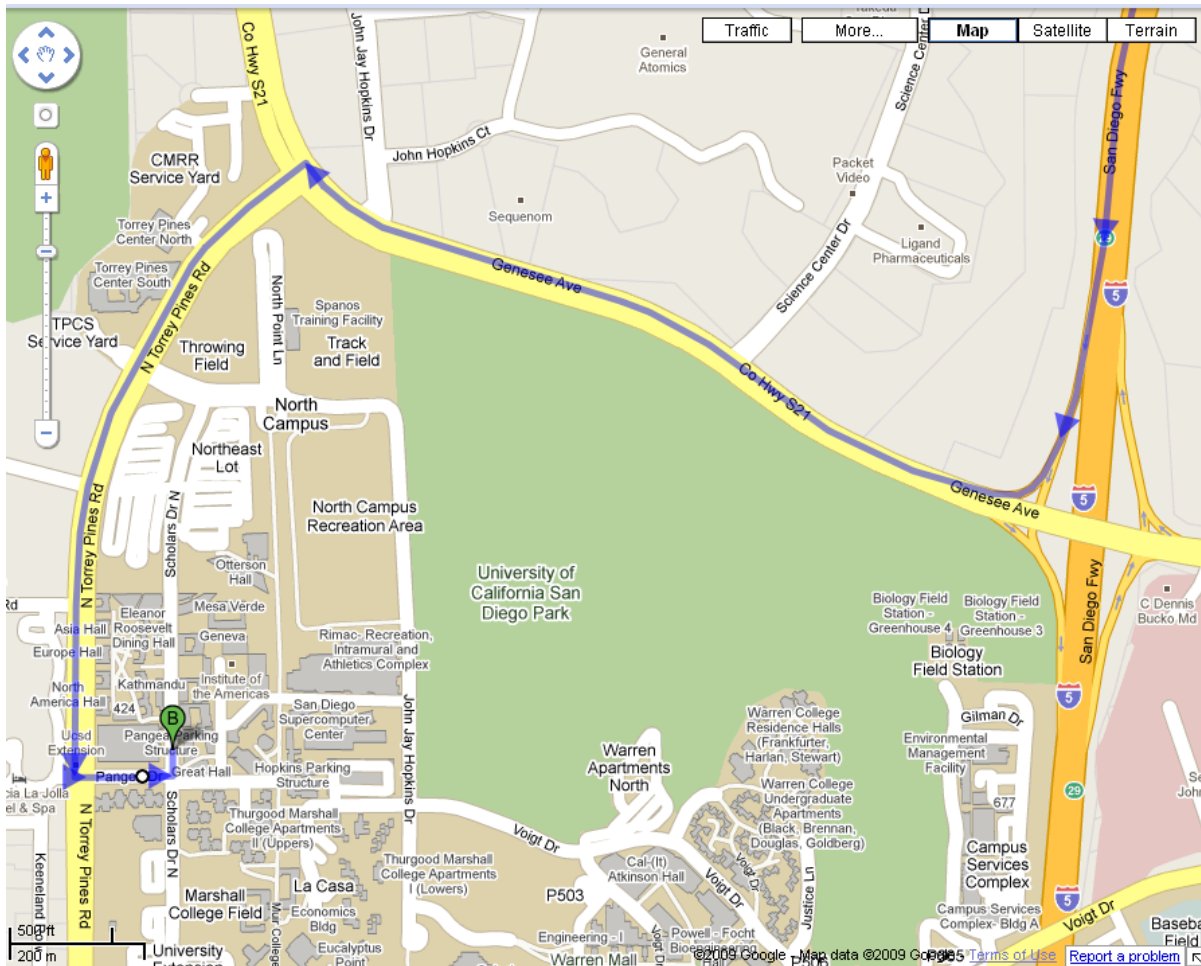 Traffic
More...
Map
Satellite
Terrain
Co Hwy S21
John Jay Hopkins Dr
General
Atomics
Science Center Dr
San Diego Fwy
John Hopkins Ct
CMRR
Service Yard
Packet
Video
Sequenom
Torrey Pines
Center North
Ligand
Pharmaceuticals
Science Center Dr
Genesee Ave
5
Torrey Pines
Center South
North Point Ln
Spanos
Training Facility
N Torrey Pines Rd
TPCS
Service Yard
Throwing
Field
Track
and Field
Co Hwy S21
North
Campus
Northeast
Lot
Genesee Ave
5
North Campus
Recreation Area
N Torrey Pines Rd
Scholars Dr N
Otterson
Hall
University of
California San
Diego Park
Rd
Mesa Verde
Eleanor
Roosevelt
Dining Hall
Asia Hall
Geneva
Europe Hall
Rimac- Recreation,
Intramural and
Athletics Complex
Biology Field
Station -
Greenhouse 4
Biology Field
Station -
Greenhouse 3
C Dennis
Bucko Md
San Diego Fwy
Biology
Field Station
North
America Hall
Kathmandu
Institute of
the Americas
424
5
San Diego
Supercomputer
Center
John Jay Hopkins Dr
Warren College
Residence Halls
(Frankfurter,
Harlan, Stewart)
Gilman Dr
B
Ucsd
Extension
Pangea Parking
Structure
Environmental
Management
Facility
Warren
Apartments
North
Great Hall
Hopkins Parking
Structure
Warren College
Undergraduate
Apartments
(Black, Brennan,
Douglas, Goldberg)
29
677
Scholars Dr N
N Torrey Pines Rd
Thurgood Marshall
College Apartments
II (Uppers)
Voigt Dr
Thurgood Marshall
College Apartments
I (Lowers)
Cal-(It)
Atkinson Hall
Voigt Dr
Voigt Dr
Justice Ln
Campus
Services
Complex
Keeneland
La Casa
P503
Marshall
College Field
Economics
Bldg
5
Campus Services
Complex- Bldg A
Voigt Dr
500 ft
200 m
University
Eucalyptus
Point
Engineering - I
Warren Mall
Voigt Dr
Powell - Focht
Bioengineering
©2009 Google - Map data ©2009 Google -
Terms of Use
Report a problem
Field